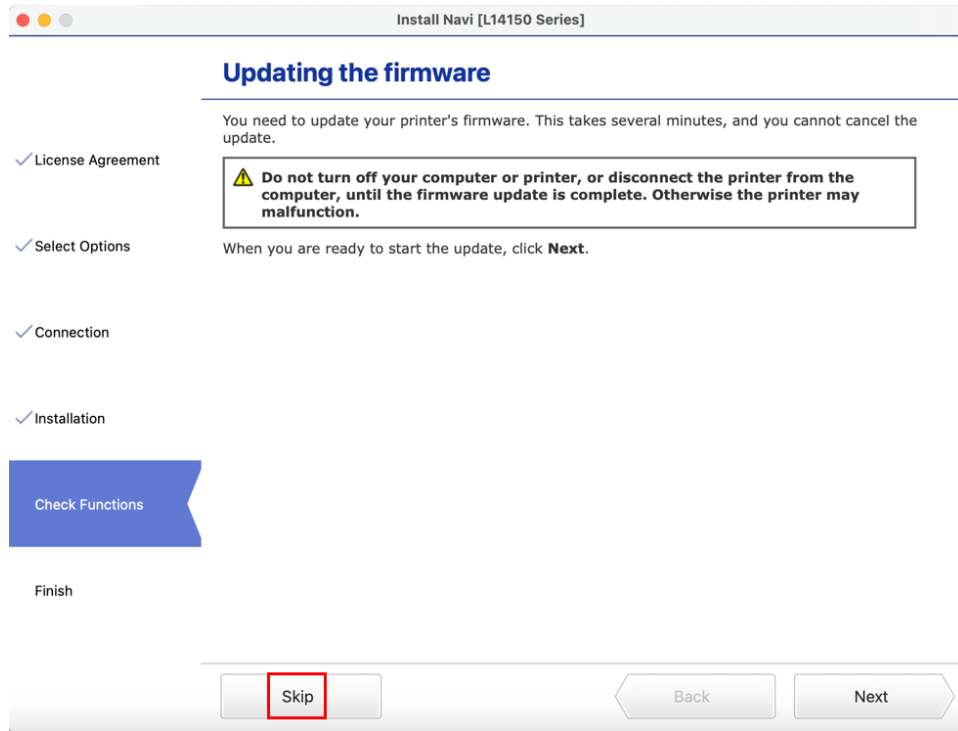 Install Navi [L14150 Series]
Updating the firmware
You need to update your printer's firmware. This takes several minutes, and you cannot cancel the
update.
Do not turn off your computer or printer, or disconnect the printer from the
computer, until the firmware update is complete. Otherwise the printer may
malfunction.
When you are ready to start the update, click Next.
License Agreement
Select Options
Connection
Installation
Check Functions
Finish
Skip
Back
Next